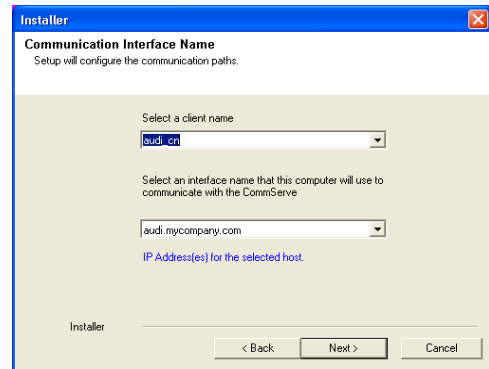 Installer
Communication Interface Name
Setup will configure the communication paths.
Select a client name
audi_cn
Select an interface name that this computer will use to
communicate with the CommServe
audi.mycompany.com
IP Address(es) for the selected host.
Installer
< Back
Next >
Cancel